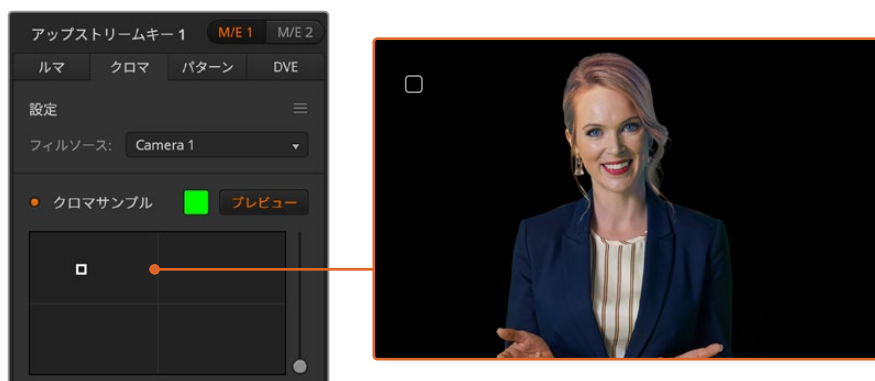 アップストリームキー 1 M/E 1 M/E 2
ルマ クロマ パターン DVE
設定
フィルソース: Camera 1
クロマサンプル プレビュー